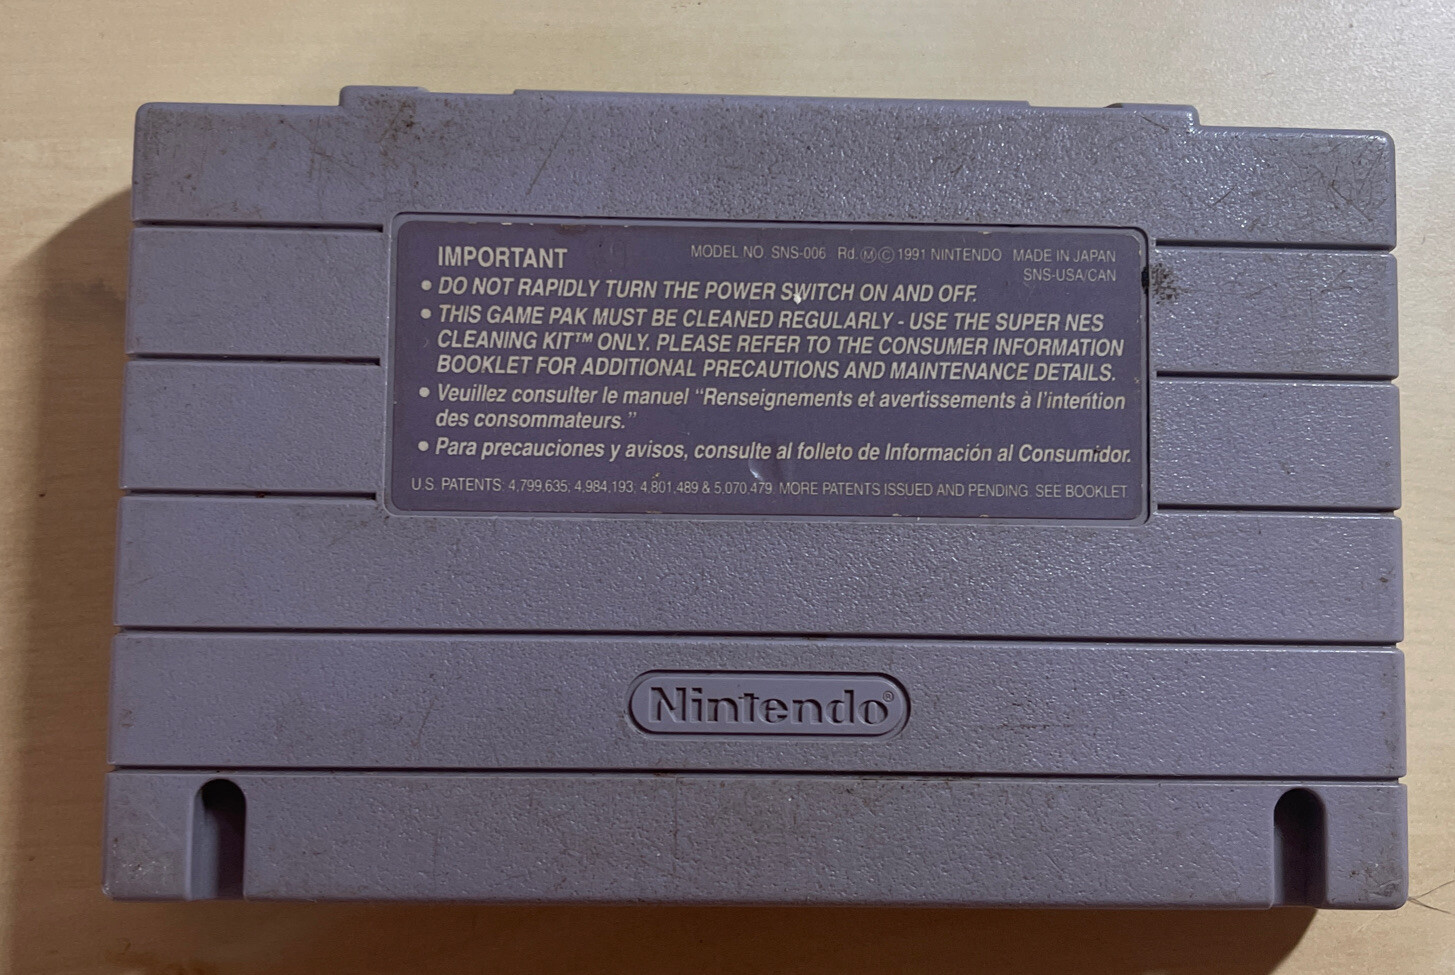 IMPORTANT MODEL NO. SNS-006 Rd. Ⓜ Ⓒ 1991 NINTENDO MADE IN JAPAN
SNS-USA/CAN
• DO NOT RAPIDLY TURN THE POWER SWITCH ON AND OFF.
• THIS GAME PAK MUST BE CLEANED REGULARLY - USE THE SUPER NES
CLEANING KIT™ ONLY. PLEASE REFER TO THE CONSUMER INFORMATION
BOOKLET FOR ADDITIONAL PRECAUTIONS AND MAINTENANCE DETAILS.
• Veuillez consulter le manuel “Renseignements et avertissements à l’intention
des consommateurs.”
• Para precauciones y avisos, consulte al folleto de Información al Consumidor.
U.S. PATENTS: 4,799,635; 4,984,193; 4,801,489 & 5,070,479. MORE PATENTS ISSUED AND PENDING. SEE BOOKLET.
Nintendo®